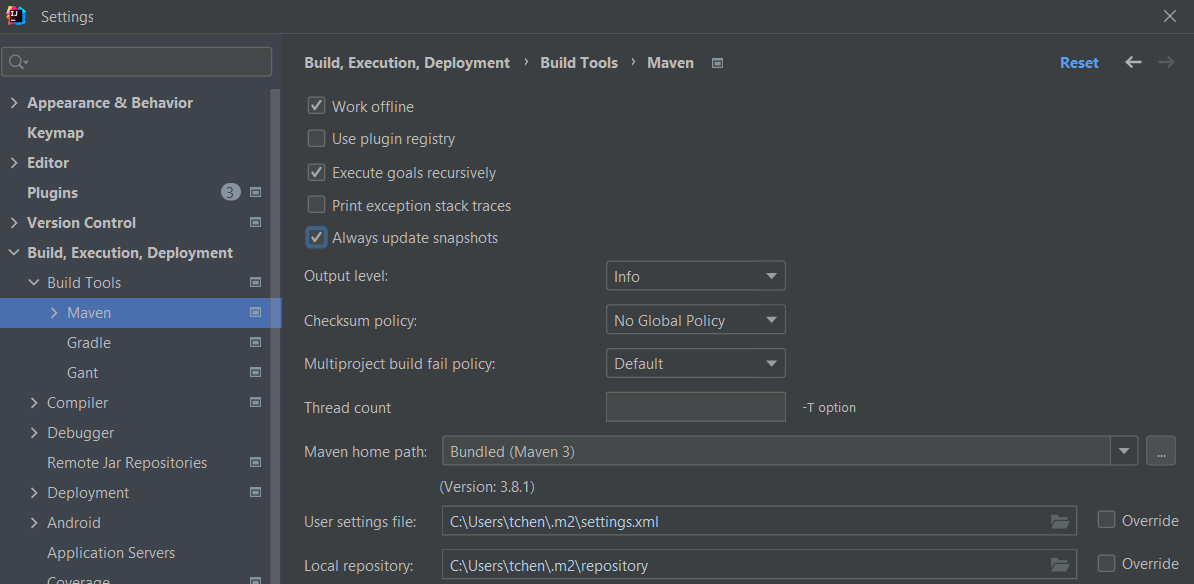 Settings
Build, Execution, Deployment › Build Tools › Maven
Reset
Appearance & Behavior
Keymap
Editor
Plugins 3
Version Control
Build, Execution, Deployment
Build Tools
Maven
Gradle
Gant
Compiler
Debugger
Remote Jar Repositories
Deployment
Android
Application Servers
Coverage
Work offline
Use plugin registry
Execute goals recursively
Print exception stack traces
Always update snapshots
Output level: Info
Checksum policy: No Global Policy
Multiproject build fail policy: Default
Thread count -T option
Maven home path: Bundled (Maven 3) ...
(Version: 3.8.1)
User settings file: C:\Users\tchen\.m2\settings.xml Override
Local repository: C:\Users\tchen\.m2\repository Override